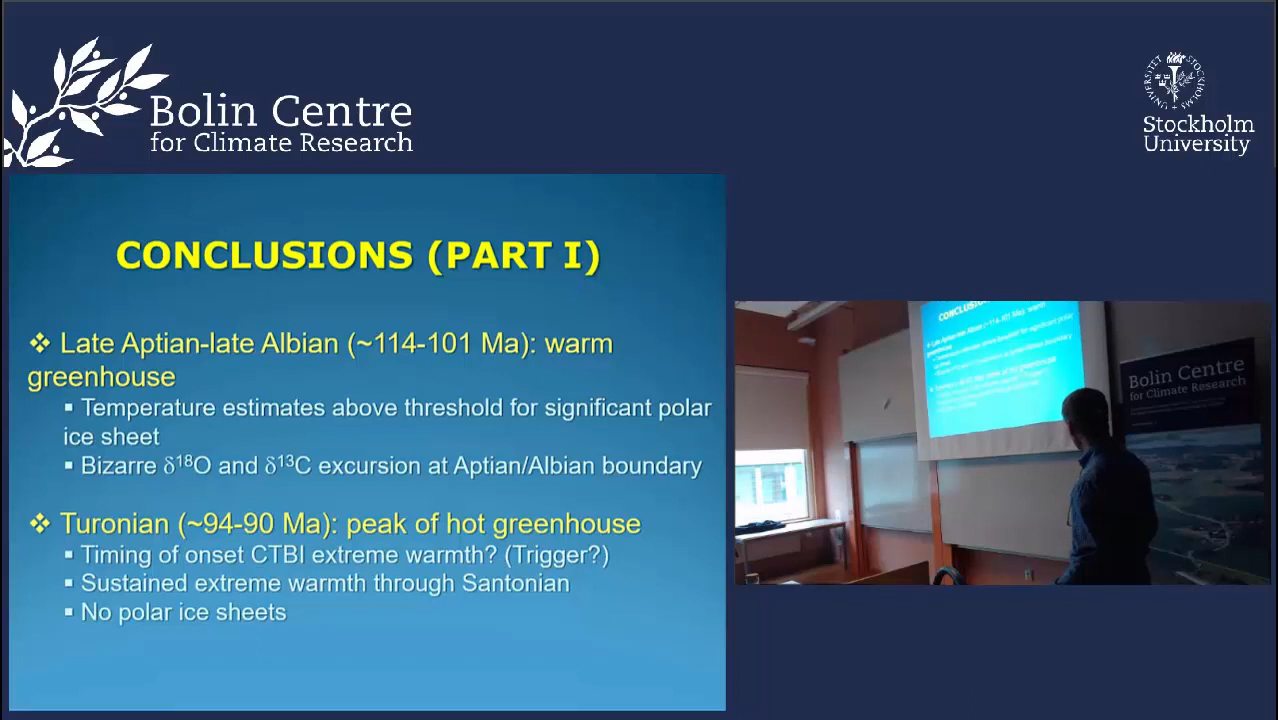 Bolin Centre
for Climate Research
STOCKHOLMS UNIVERSITET
Stockholm
University
CONCLUSIONS (PART I)
❖ Late Aptian-late Albian (~114-101 Ma): warm
greenhouse
▪ Temperature estimates above threshold for significant polar
ice sheet
▪ Bizarre δ18O and δ13C excursion at Aptian/Albian boundary
❖ Turonian (~94-90 Ma): peak of hot greenhouse
▪ Timing of onset CTBI extreme warmth? (Trigger?)
▪ Sustained extreme warmth through Santonian
▪ No polar ice sheets
Bolin Centre
for Climate Research